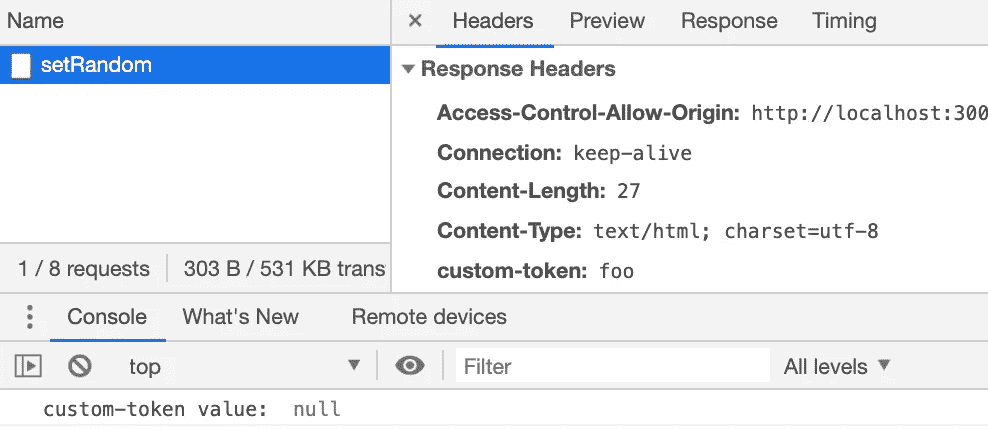 Name
setRandom
1 / 8 requests
303 B / 531 KB trans
Headers Preview Response Timing
Response Headers
Access-Control-Allow-Origin: http://localhost:300
Connection: keep-alive
Content-Length: 27
Content-Type: text/html; charset=utf-8
custom-token: foo
Console What's New Remote devices
top Filter All levels
custom-token value: null